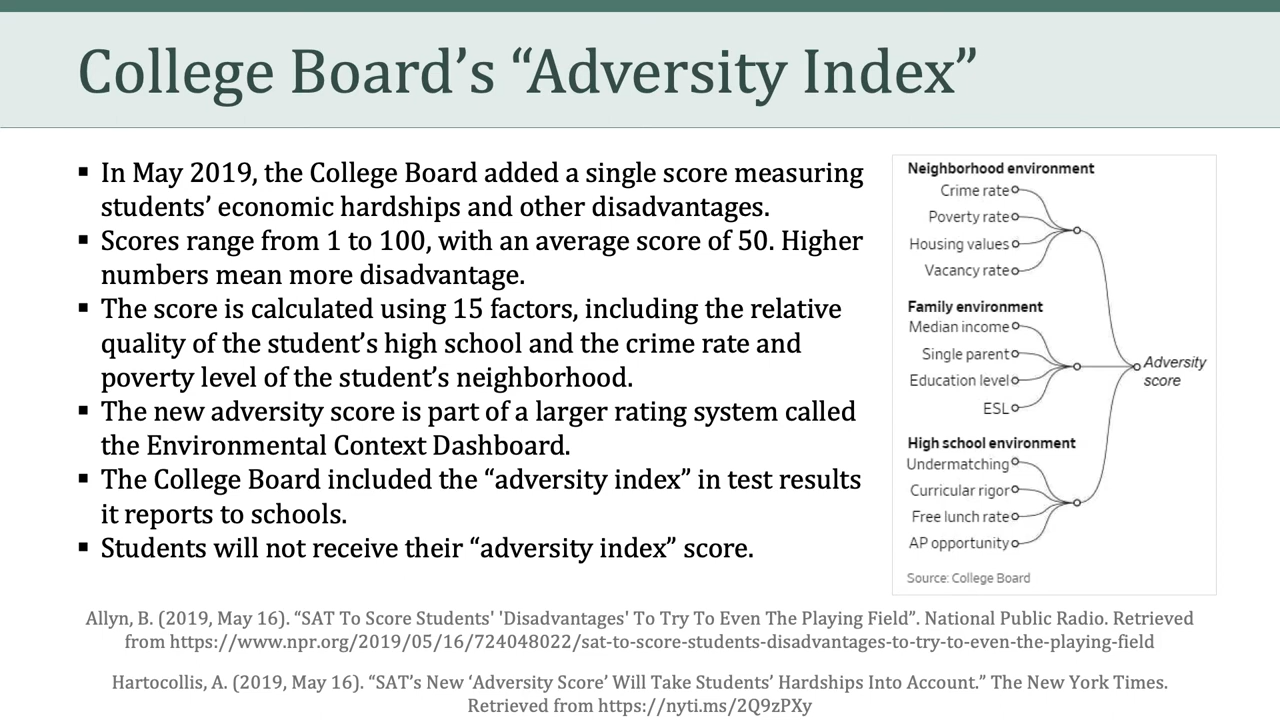 College Board’s “Adversity Index”
▪ In May 2019, the College Board added a single score measuring
students’ economic hardships and other disadvantages.
▪ Scores range from 1 to 100, with an average score of 50. Higher
numbers mean more disadvantage.
▪ The score is calculated using 15 factors, including the relative
quality of the student’s high school and the crime rate and
poverty level of the student’s neighborhood.
▪ The new adversity score is part of a larger rating system called
the Environmental Context Dashboard.
▪ The College Board included the “adversity index” in test results
it reports to schools.
▪ Students will not receive their “adversity index” score.
Neighborhood environment
Crime rate
Poverty rate
Housing values
Vacancy rate
Family environment
Median income
Single parent
Education level
ESL
High school environment
Undermatching
Curricular rigor
Free lunch rate
AP opportunity
Adversity
score
Source: College Board
Allyn, B. (2019, May 16). “SAT To Score Students' 'Disadvantages' To Try To Even The Playing Field”. National Public Radio. Retrieved
from https://www.npr.org/2019/05/16/724048022/sat-to-score-students-disadvantages-to-try-to-even-the-playing-field
Hartocollis, A. (2019, May 16). “SAT’s New ‘Adversity Score’ Will Take Students’ Hardships Into Account.” The New York Times.
Retrieved from https://nyti.ms/2Q9zPXy